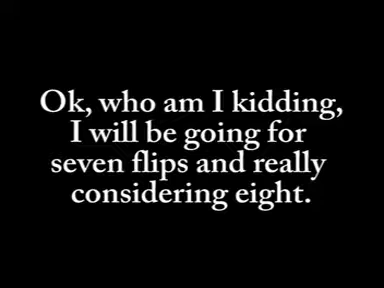 Ok, who am I kidding,
I will be going for
seven flips and really
considering eight.